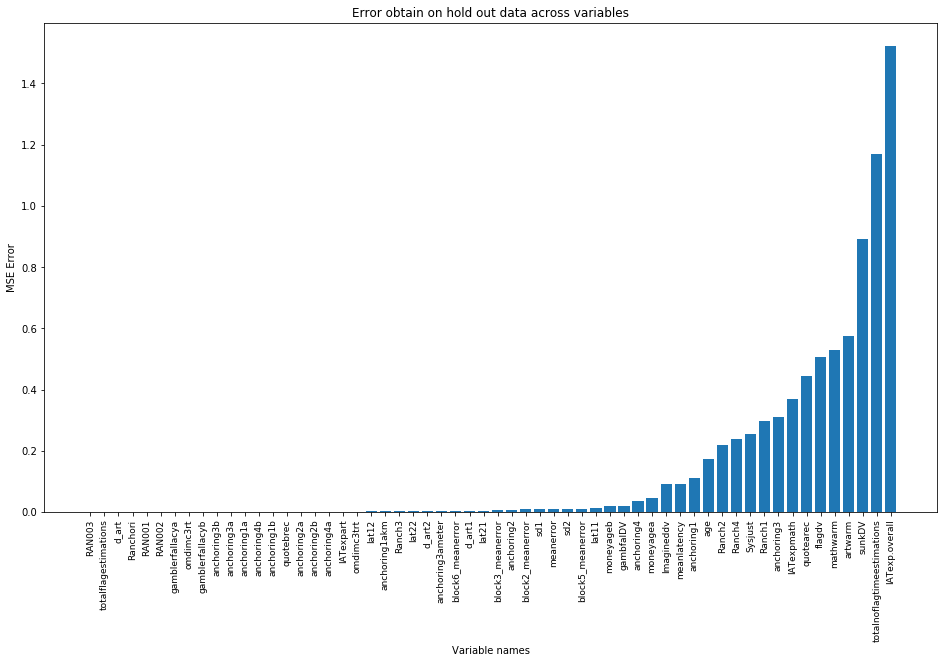 Error obtain on hold out data across variables
MSE Error
1.4
1.2
1.0
0.8
0.6
0.4
0.2
0.0
RAN003
totalflagestimations
d_art
Ranchori
RAN001
RAN002
gamblerfallacya
omdimc3rt
gamblerfallacyb
anchoring3b
anchoring3a
anchoring1a
anchoring4b
anchoring1b
quotebrec
anchoring2a
anchoring2b
anchoring4a
IATexpart
omdimc3trt
lat12
anchoring1akm
Ranch3
lat22
d_art2
anchoring3ameter
block6_meanerror
d_art1
lat21
block3_meanerror
anchoring2
block2_meanerror
sd1
meanerror
sd2
block5_meanerror
lat11
moneyageb
gambfalDV
anchoring4
moneyagea
Imagineddv
meanlatency
anchoring1
age
Ranch2
Ranch4
Sysjust
Ranch1
anchoring3
IATexpmath
quotearec
flagdv
mathwarm
artwarm
sunkDV
totalnoflagtimeestimations
IATexp.overall
Variable names